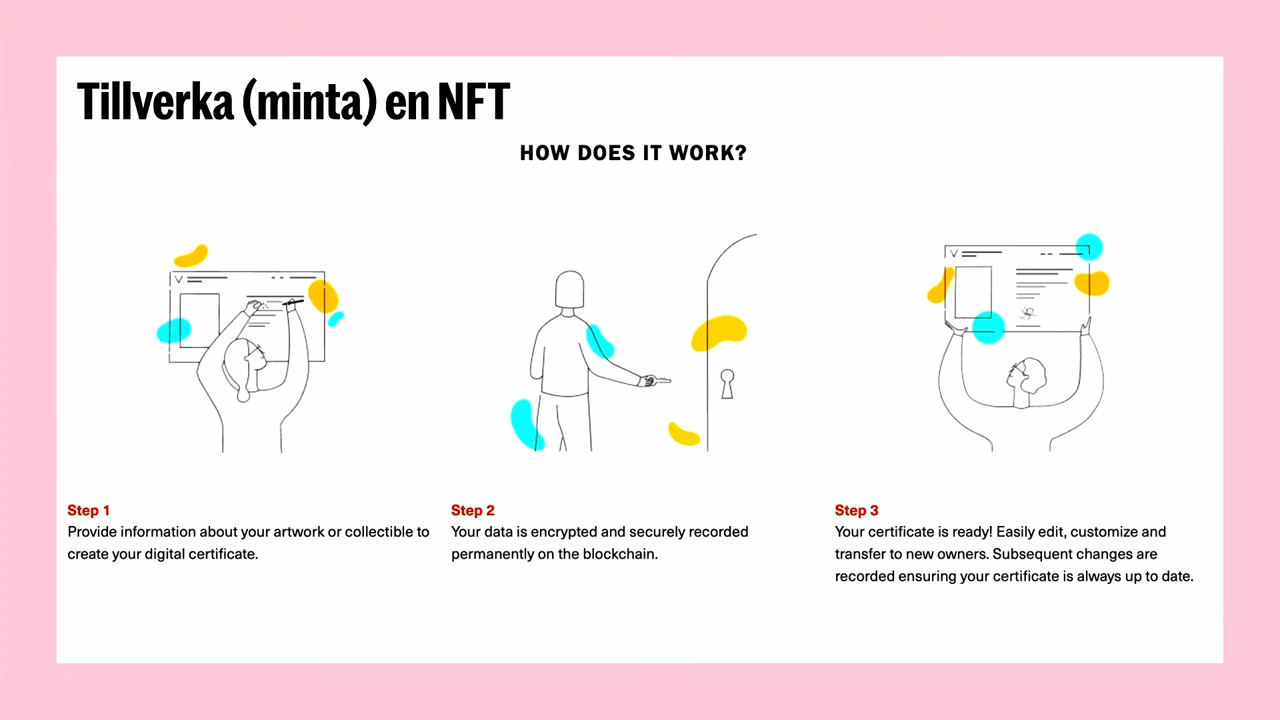 Tillverka (minta) en NFT
HOW DOES IT WORK?
Step 1
Provide information about your artwork or collectible to
create your digital certificate.
Step 2
Your data is encrypted and securely recorded
permanently on the blockchain.
Step 3
Your certificate is ready! Easily edit, customize and
transfer to new owners. Subsequent changes are
recorded ensuring your certificate is always up to date.